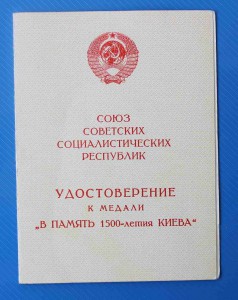 СОЮЗ
СОВЕТСКИХ
СОЦИАЛИСТИЧЕСКИХ
РЕСПУБЛИК
УДОСТОВЕРЕНИЕ
К МЕДАЛИ
„В ПАМЯТЬ 1500-летия КИЕВА“